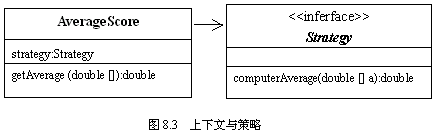 AverageScore
strategy:Strategy
getAverage (double []):double
<<inferface>>
Strategy
computerAverage(double [] a):double
图 8.3 上下文与策略